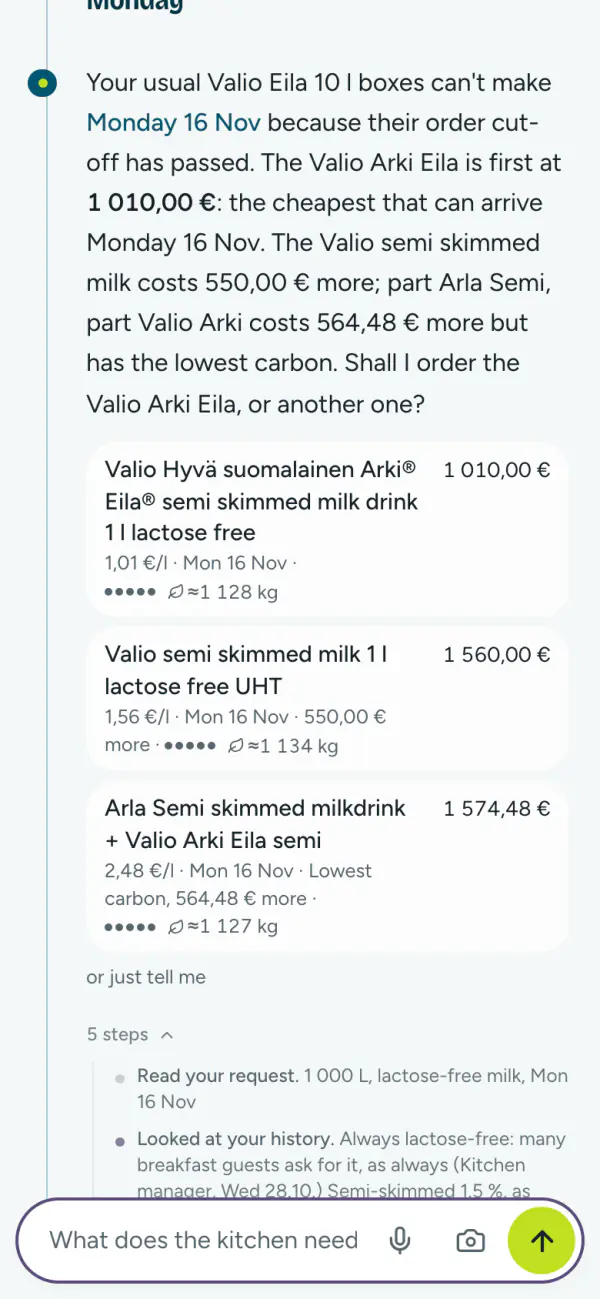 Monday
Your usual Valio Eila 10 l boxes can't make
Monday 16 Nov because their order cut-
off has passed. The Valio Arki Eila is first at
1 010,00 €: the cheapest that can arrive
Monday 16 Nov. The Valio semi skimmed
milk costs 550,00 € more; part Arla Semi,
part Valio Arki costs 564,48 € more but
has the lowest carbon. Shall I order the
Valio Arki Eila, or another one?
Valio Hyvä suomalainen Arki® 1 010,00 €
Eila® semi skimmed milk drink
1 l lactose free
1,01 €/l · Mon 16 Nov ·
≈1 128 kg
Valio semi skimmed milk 1 l 1 560,00 €
lactose free UHT
1,56 €/l · Mon 16 Nov · 550,00 €
more · ≈1 134 kg
Arla Semi skimmed milkdrink 1 574,48 €
+ Valio Arki Eila semi
2,48 €/l · Mon 16 Nov · Lowest
carbon, 564,48 € more ·
≈1 127 kg
or just tell me
5 steps
Read your request. 1 000 L, lactose-free milk, Mon
16 Nov
Looked at your history. Always lactose-free: many
breakfast guests ask for it, as always (Kitchen
manager, Wed 28.10.) Semi-skimmed 1.5 %, as
What does the kitchen need